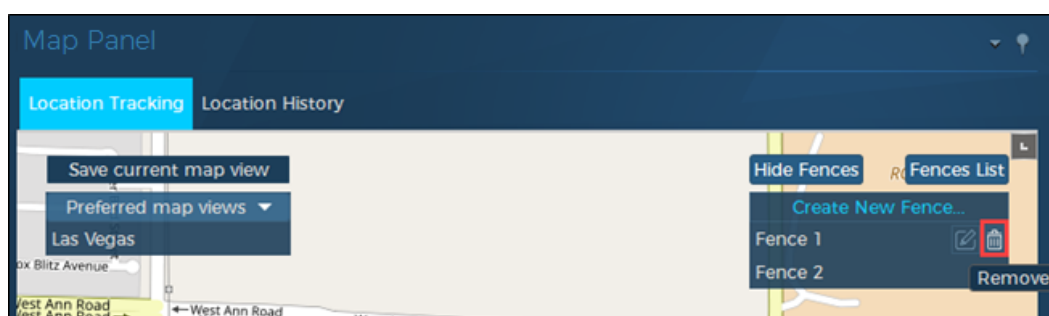 Map Panel
Location Tracking Location History
Save current map view
Hide Fences Fences List
Preferred map views
Create New Fence...
Las Vegas
Fence 1
ox Blitz Avenue
Fence 2
Remove
West Ann Road
West Ann Road
West Ann Road